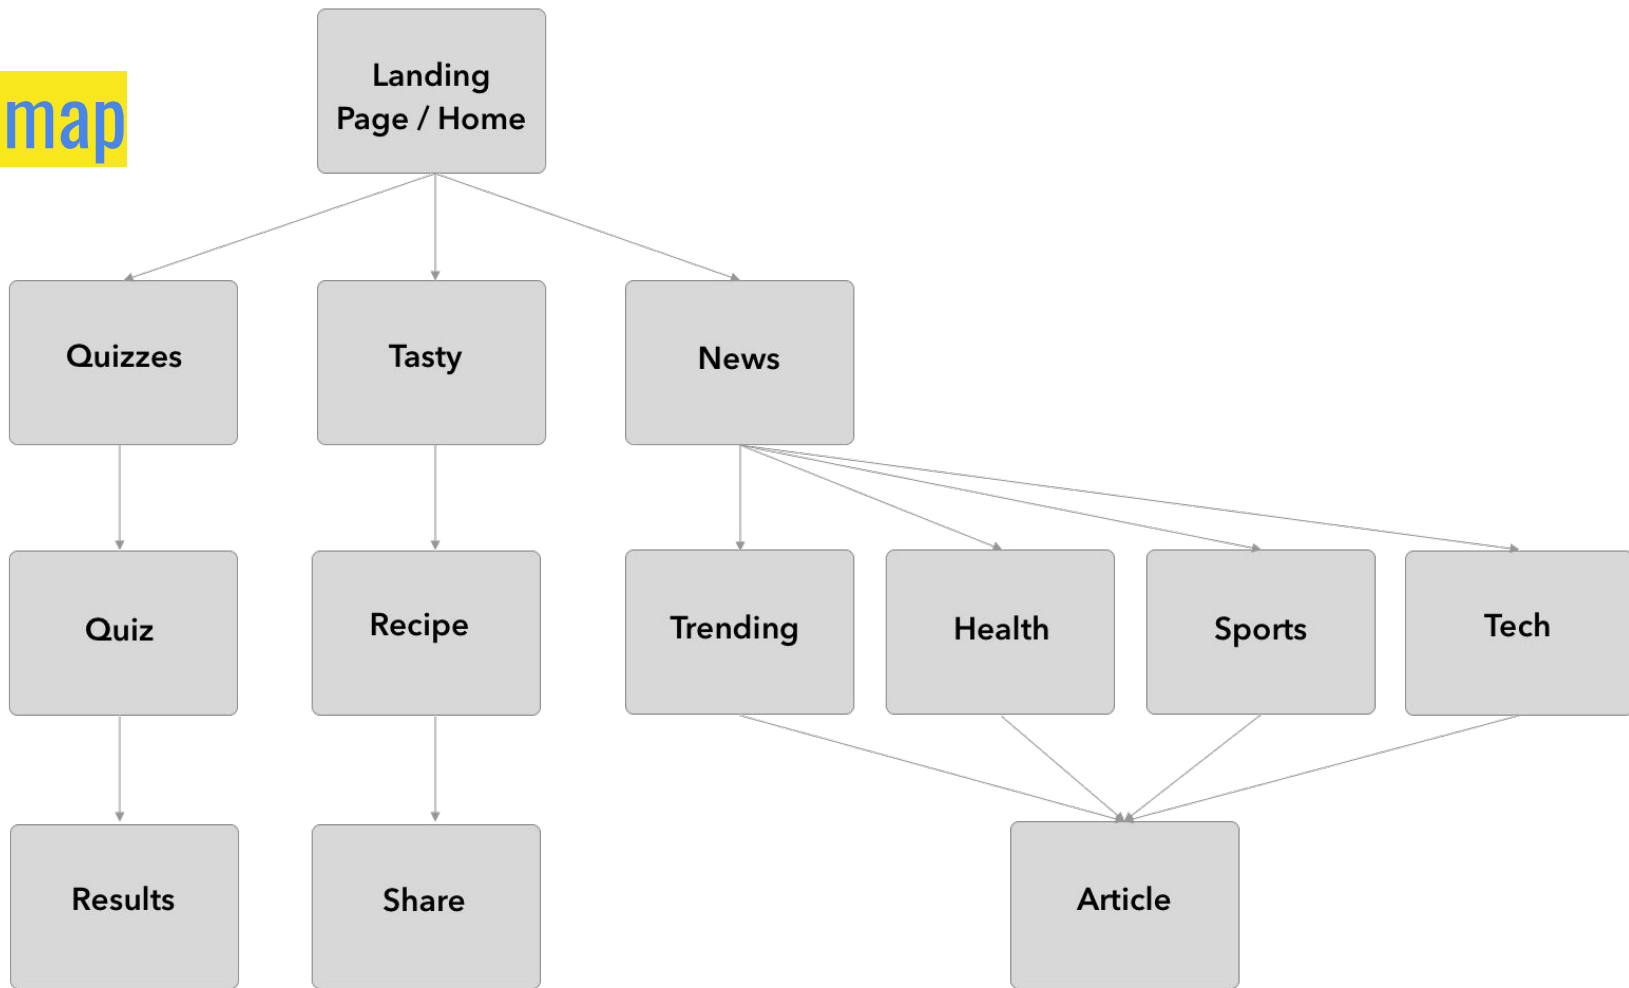 map
Landing
Page / Home
Quizzes
Tasty
News
Quiz
Recipe
Trending
Health
Sports
Tech
Results
Share
Article